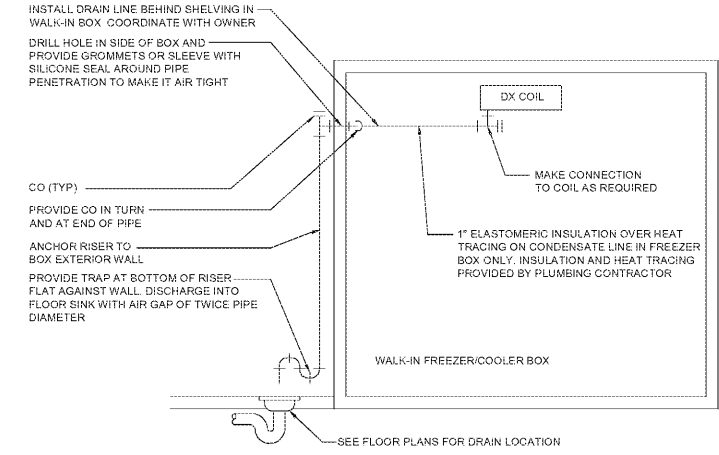 INSTALL DRAIN LINE BEHIND SHELVING IN
WALK-IN BOX COORDINATE WITH OWNER
DRILL HOLE IN SIDE OF BOX AND
PROVIDE GROMMETS OR SLEEVE WITH
SILICONE SEAL AROUND PIPE
PENETRATION TO MAKE IT AIR TIGHT
DX COIL
MAKE CONNECTION
TO COIL AS REQUIRED
CO (TYP)
PROVIDE CO IN TURN
AND AT END OF PIPE
1" ELASTOMERIC INSULATION OVER HEAT
TRACING ON CONDENSATE LINE IN FREEZER
BOX ONLY. INSULATION AND HEAT TRACING
PROVIDED BY PLUMBING CONTRACTOR
ANCHOR RISER TO
BOX EXTERIOR WALL
PROVIDE TRAP AT BOTTOM OF RISER
FLAT AGAINST WALL. DISCHARGE INTO
FLOOR SINK WITH AIR GAP OF TWICE PIPE
DIAMETER
WALK-IN FREEZER/COOLER BOX
SEE FLOOR PLANS FOR DRAIN LOCATION